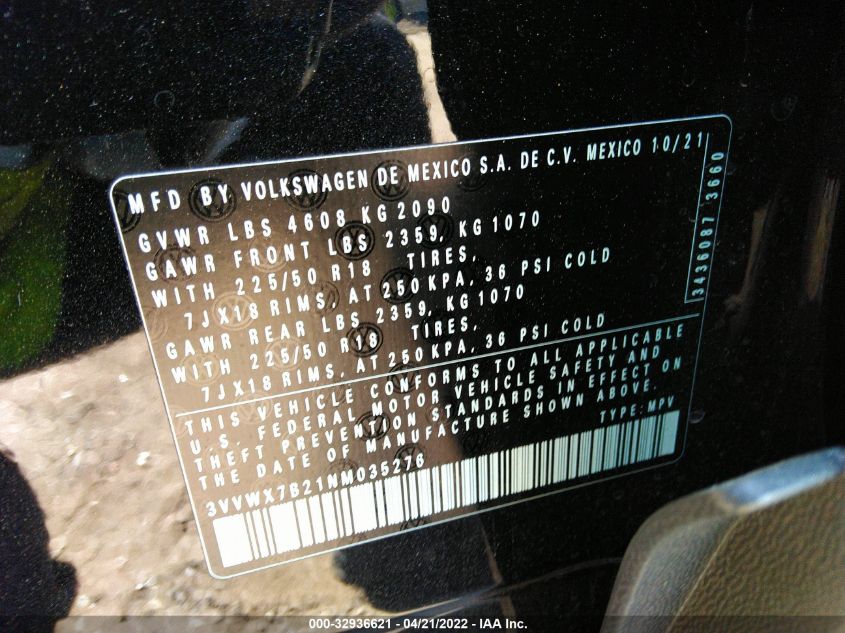 MFD BY VOLKSWAGEN DE MEXICO S.A. DE C.V. MEXICO 10/21
GVWR LBS 4608 KG 2090
GAWR FRONT LBS 2359, KG 1070
WITH 225/50 R18 TIRES,
7JX18 RIMS, AT 250 KPA, 36 PSI COLD
GAWR REAR LBS 2359, KG 1070
WITH 225/50 R18 TIRES,
7JX18 RIMS, AT 250 KPA, 36 PSI COLD
3436087 3660
THIS VEHICLE CONFORMS TO ALL APPLICABLE
U.S. FEDERAL MOTOR VEHICLE SAFETY AND
THEFT PREVENTION STANDARDS IN EFFECT ON
THE DATE OF MANUFACTURE SHOWN ABOVE.
TYPE: MPV
3VVWX7B21NM035276
000-32936621 - 04/21/2022 - IAA Inc.